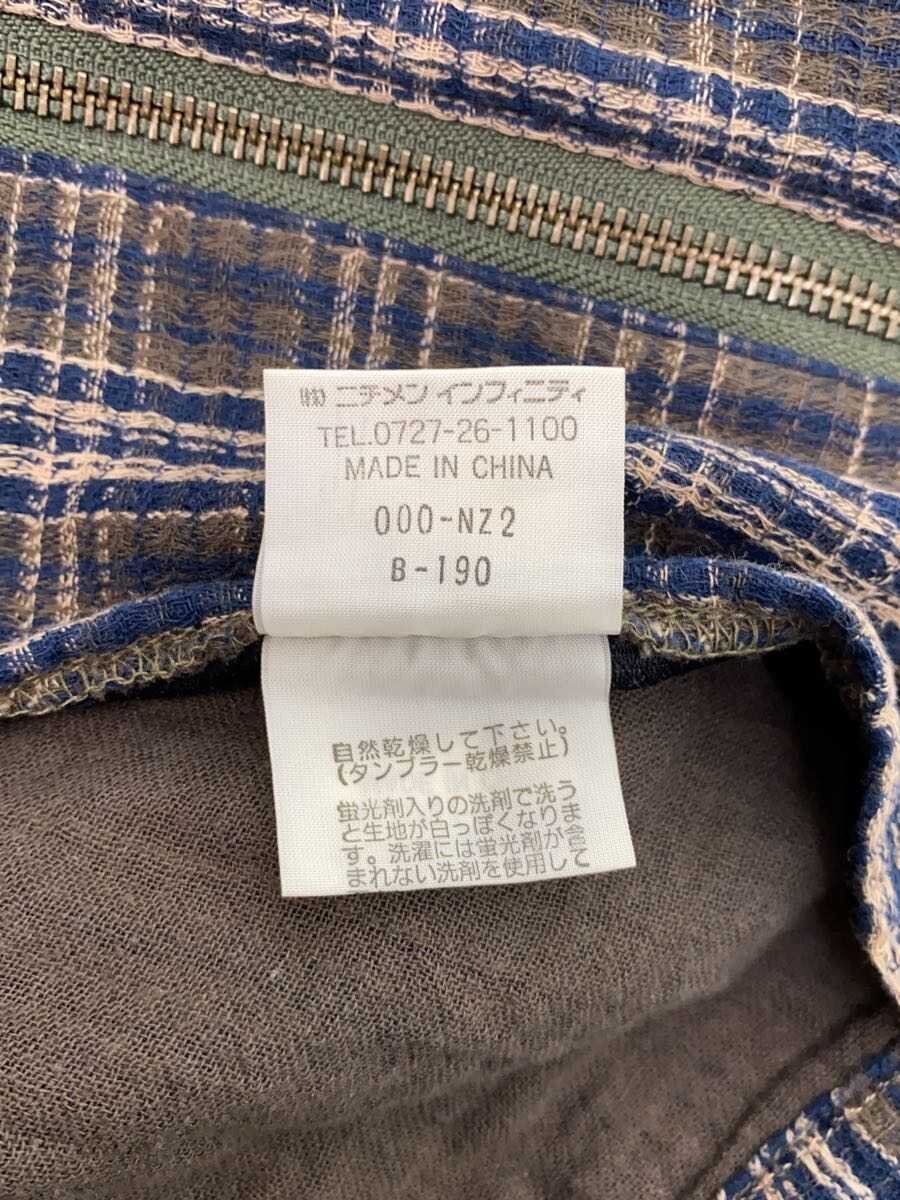 ㈱ ニチメン インフィニティ
TEL.0727-26-1100
MADE IN CHINA
000-NZ2
B-190
自然乾燥して下さい。
(タンブラー乾燥禁止)
蛍光剤入りの洗剤で洗う
と生地が白っぽくなりま
す。洗濯には蛍光剤が含
まれない洗剤を使用して